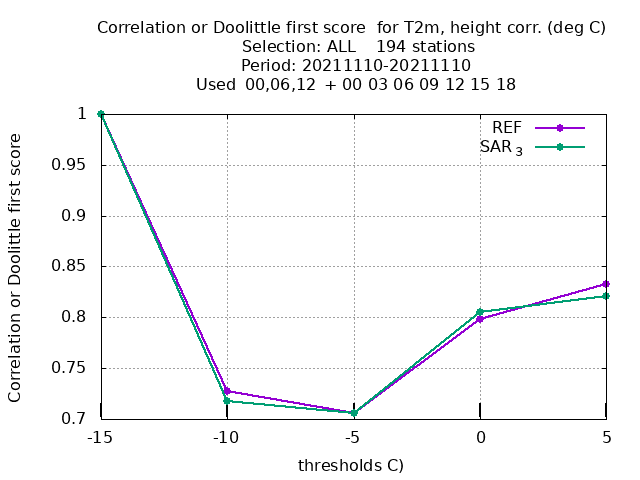 Correlation or Doolittle first score  for T2m, height corr. (deg C)
Selection: ALL    194 stations
Period: 20211110-20211110
Used  00,06,12  + 00 03 06 09 12 15 18
REF
SAR 3
Correlation or Doolittle first score
1
0.95
0.9
0.85
0.8
0.75
0.7
-15 -10 -5 0 5
thresholds C)